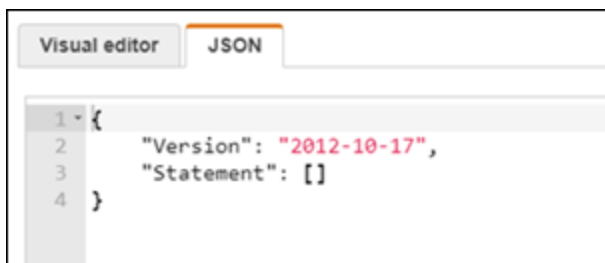 Visual editor JSON
1 {
2 "Version": "2012-10-17",
3 "Statement": []
4 }